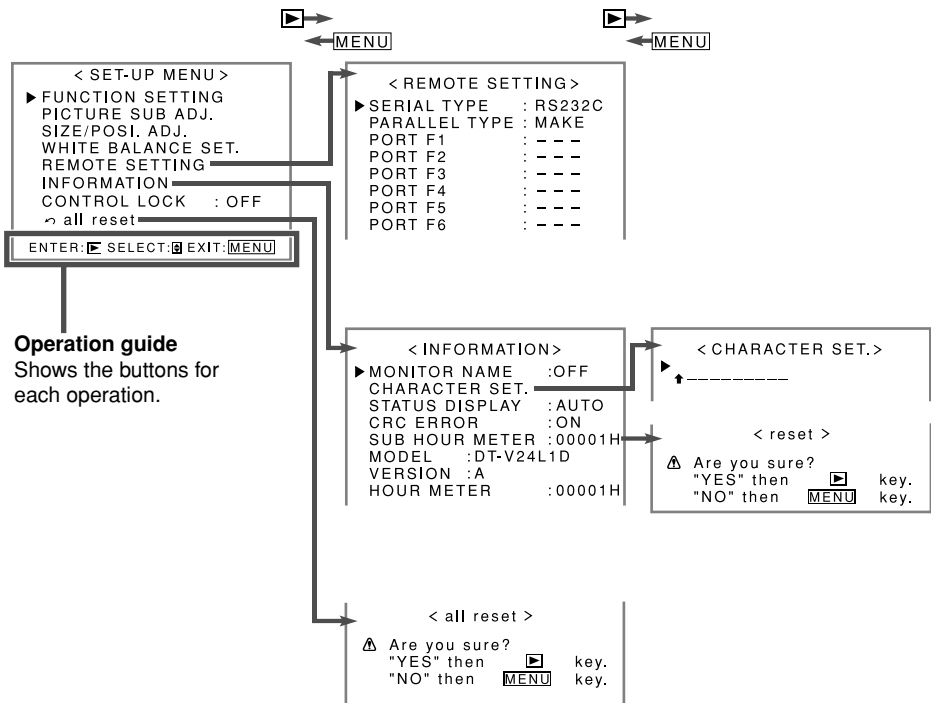 MENU
MENU
< SET-UP MENU >
FUNCTION SETTING
PICTURE SUB ADJ.
SIZE/POSI. ADJ.
WHITE BALANCE SET.
REMOTE SETTING
INFORMATION
CONTROL LOCK : OFF
all reset
ENTER: SELECT: EXIT: MENU
Operation guide
Shows the buttons for
each operation.
< REMOTE SETTING >
SERIAL TYPE : RS232C
PARALLEL TYPE : MAKE
PORT F1 : – – –
PORT F2 : – – –
PORT F3 : – – –
PORT F4 : – – –
PORT F5 : – – –
PORT F6 : – – –
< INFORMATION >
MONITOR NAME :OFF
CHARACTER SET.
STATUS DISPLAY :AUTO
CRC ERROR :ON
SUB HOUR METER :00001H
MODEL :DT-V24L1D
VERSION :A
HOUR METER :00001H
< CHARACTER SET. >
< reset >
Are you sure?
"YES" then key.
"NO" then MENU key.
< all reset >
Are you sure?
"YES" then key.
"NO" then MENU key.